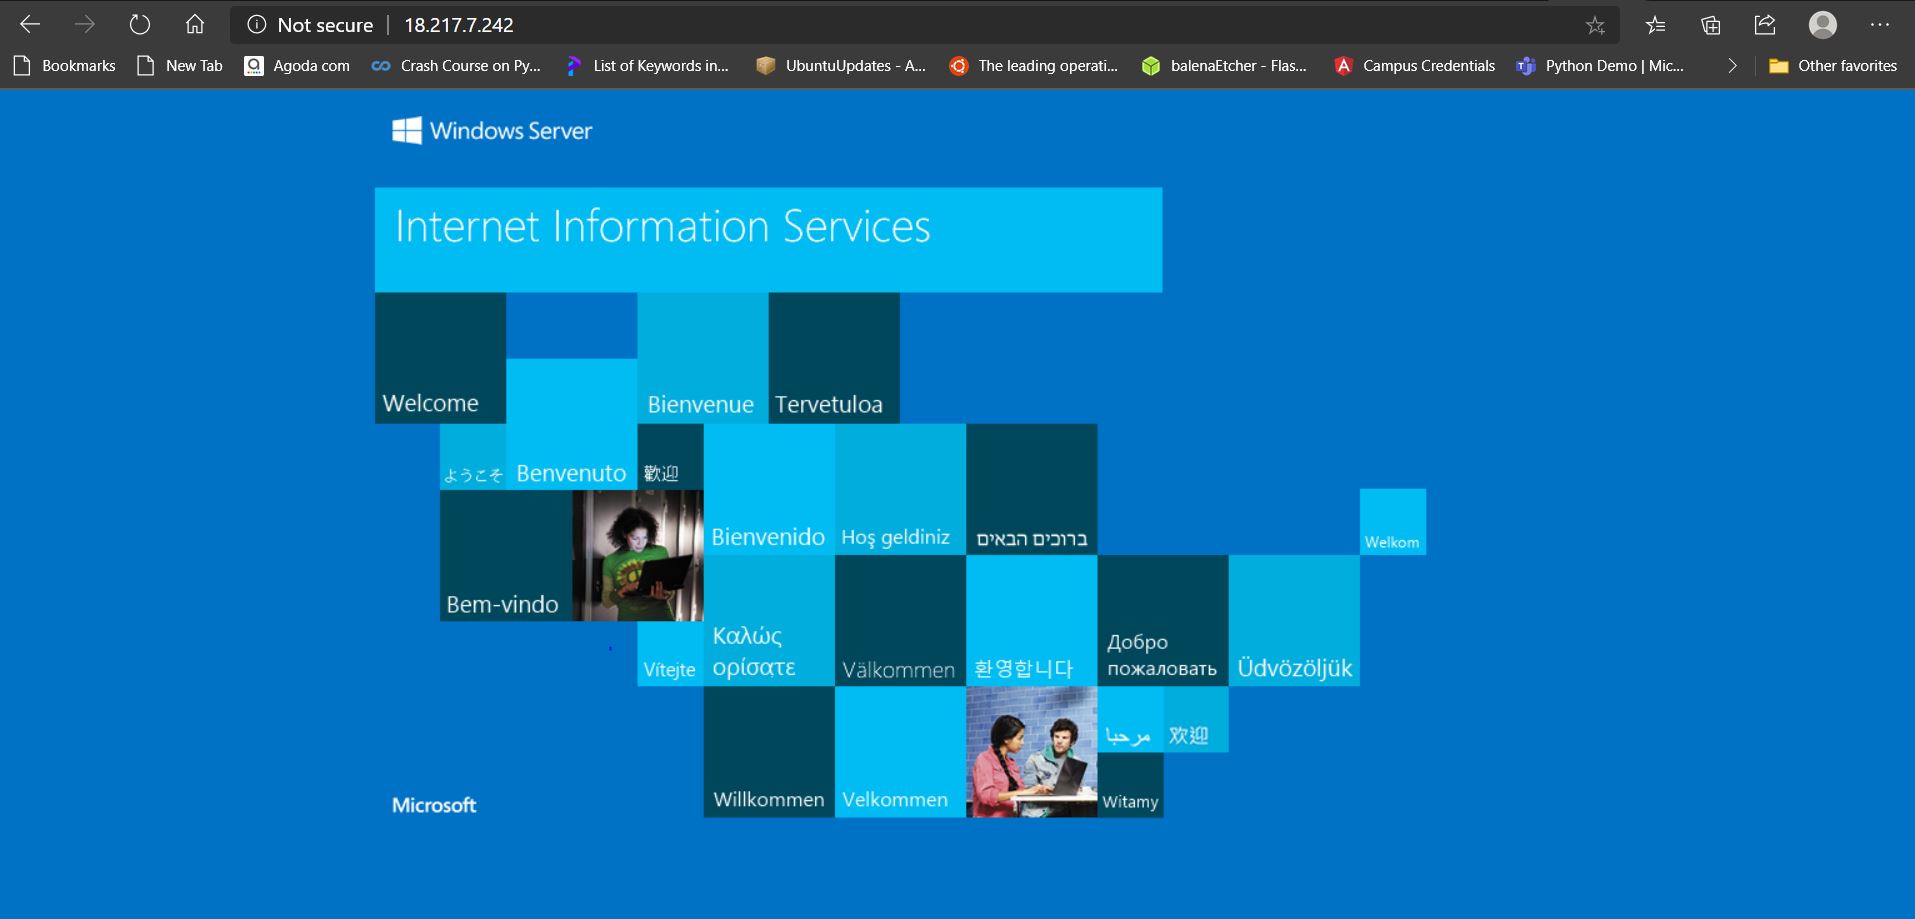 Not secure | 18.217.7.242
Bookmarks New Tab Agoda com Crash Course on Py... List of Keywords in... UbuntuUpdates - A... The leading operati... balenaEtcher - Flas... Campus Credentials Python Demo | Mic... Other favorites
Windows Server
Internet Information Services
Welcome
Bienvenue
Tervetuloa
ようこそ
Benvenuto
歡迎
Bienvenido
Hoş geldiniz
ברוכים הבאים
Welkom
Bem-vindo
Vítejte
Καλώς
ορίσατε
Välkommen
환영합니다
Добро
пожаловать
Üdvözöljük
مرحبا
欢迎
Willkommen
Velkommen
Witamy
Microsoft